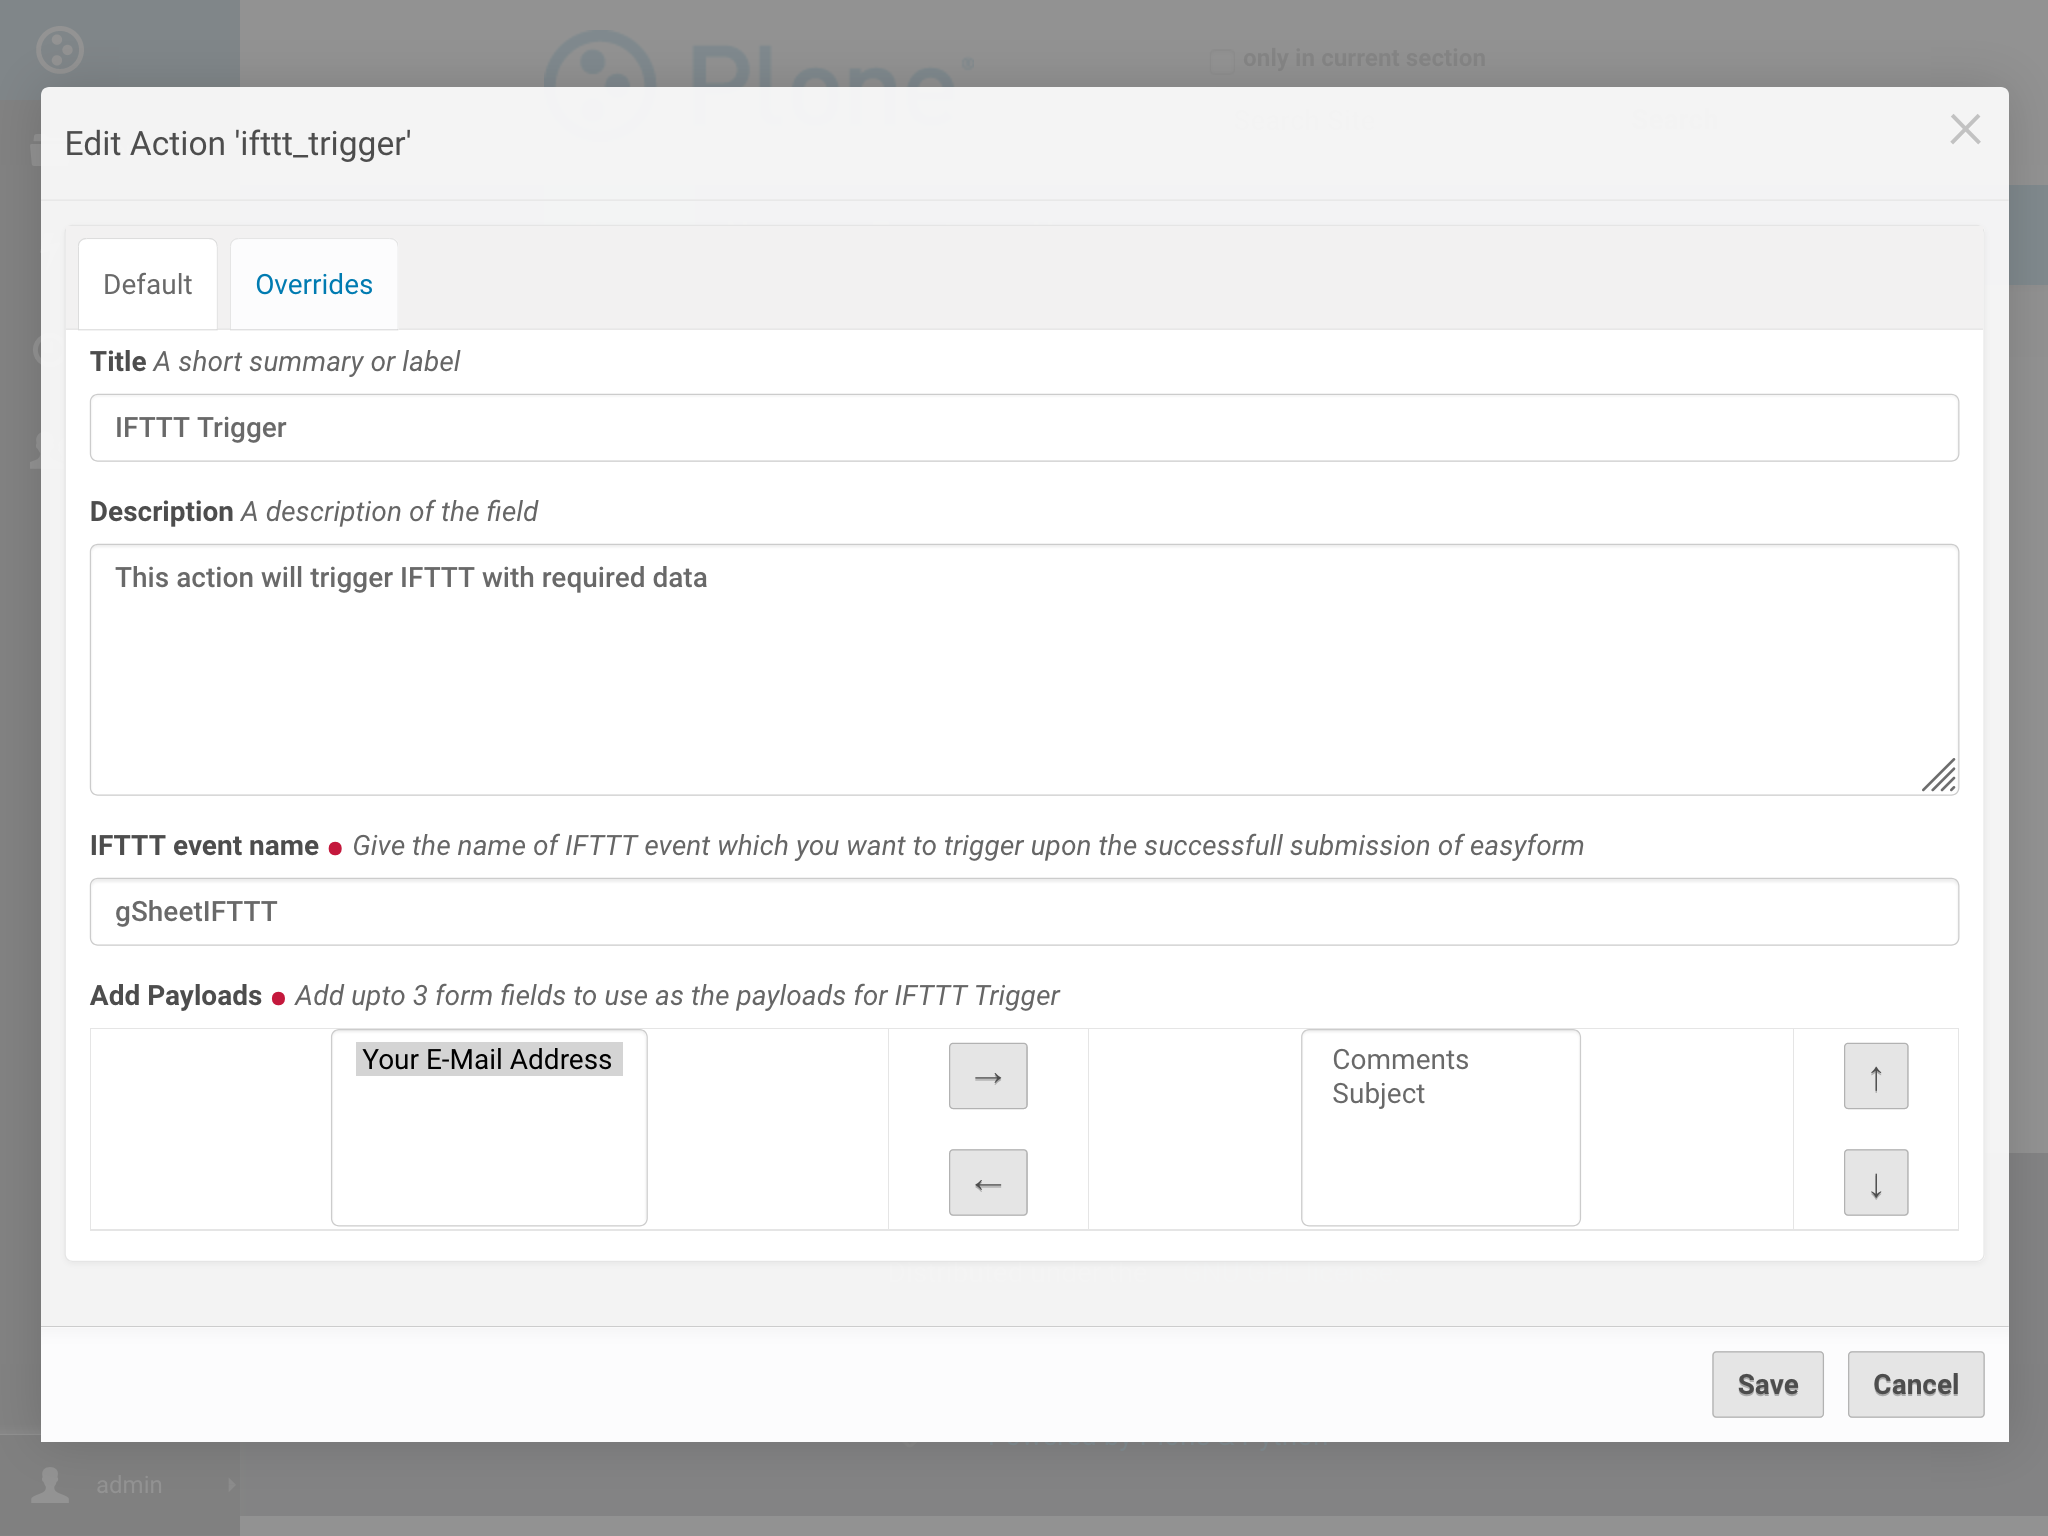 Plone®
only in current section
Edit Action 'ifttt_trigger'
Default
Overrides
Title A short summary or label
IFTTT Trigger
Description A description of the field
This action will trigger IFTTT with required data
IFTTT event name • Give the name of IFTTT event which you want to trigger upon the successfull submission of easyform
gSheetIFTTT
Add Payloads • Add upto 3 form fields to use as the payloads for IFTTT Trigger
Your E-Mail Address
→
←
Comments
Subject
↑
↓
Save
Cancel
admin